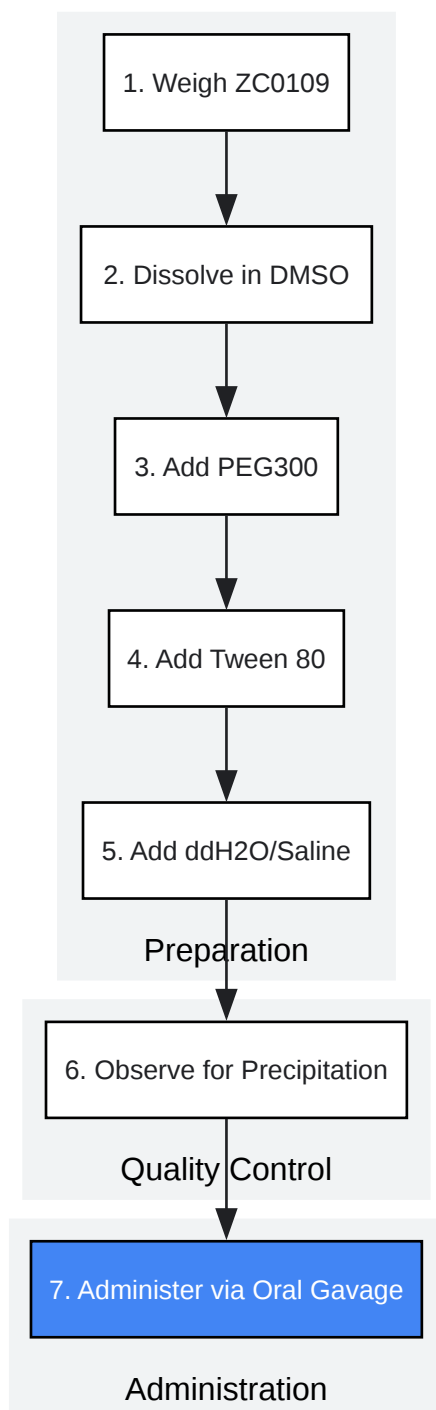 1. Weigh ZC0109
2. Dissolve in DMSO
3. Add PEG300
4. Add Tween 80
5. Add ddH2O/Saline
Preparation
6. Observe for Precipitation
Quality Control
7. Administer via Oral Gavage
Administration